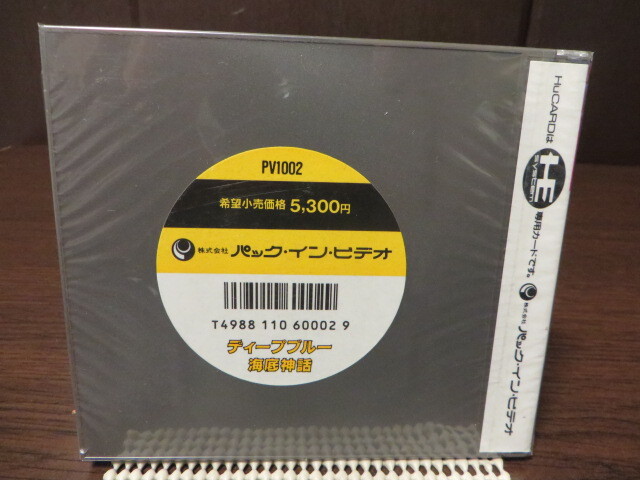 PV1002
希望小売価格 5,300円
株式会社 パック・イン・ビデオ
T4988 110 60002 9
ディープブルー
海底神話
HuCARDは HE SYSTEM 専用カードです。 株式会社 パック・イン・ビデオ